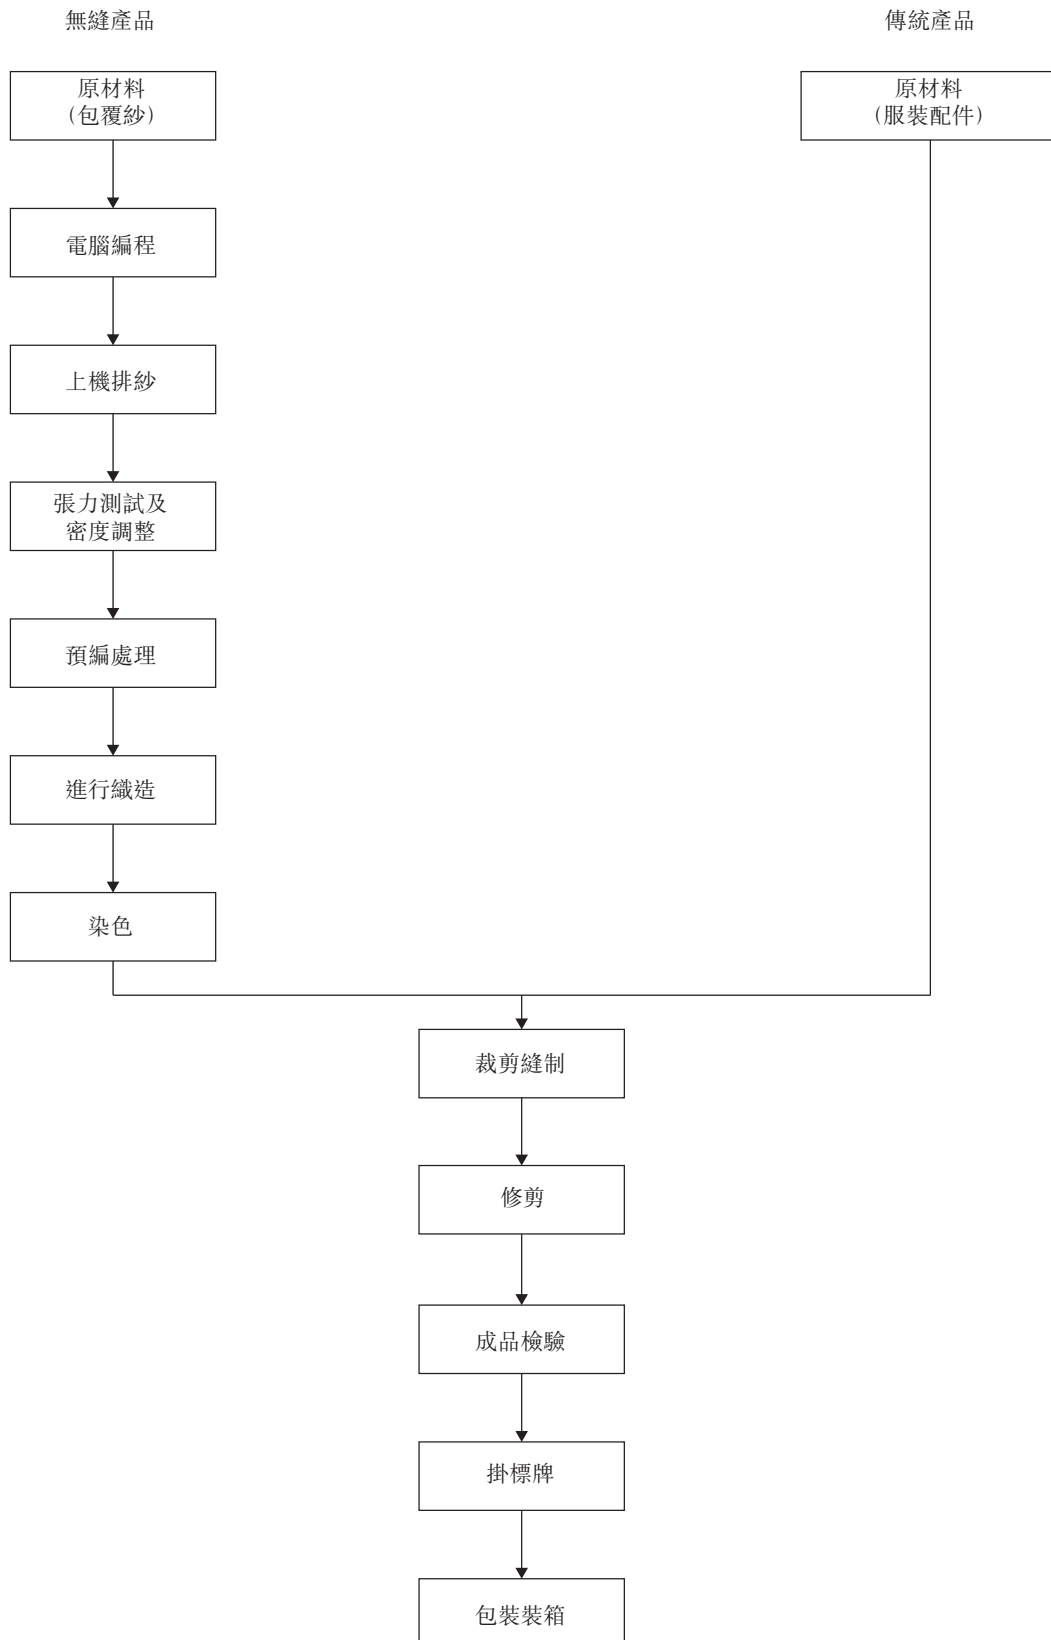 無縫產品
傳統產品
原材料
（包覆紗）
原材料
（服裝配件）
電腦編程
上機排紗
張力測試及
密度調整
預編處理
進行織造
染色
裁剪縫制
修剪
成品檢驗
掛標牌
包裝裝箱